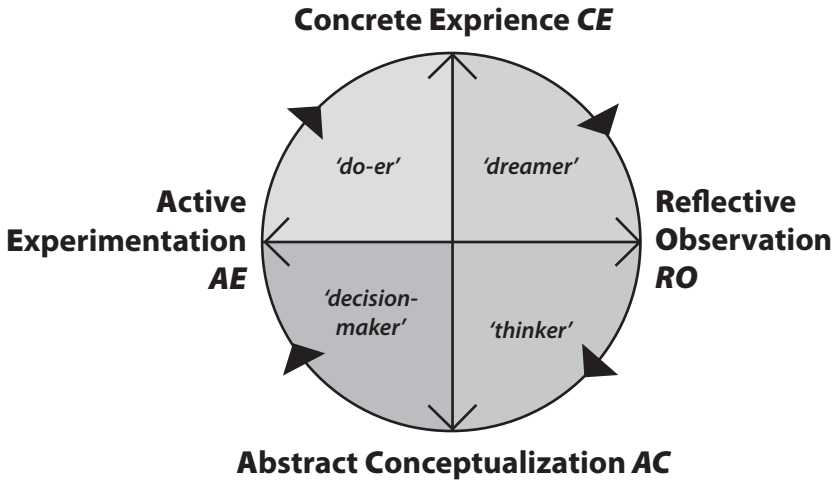 Concrete Exprience CE
'do-er'
'dreamer'
Active
Experimentation
AE
Reflective
Observation
RO
'decision-
maker'
'thinker'
Abstract Conceptualization AC